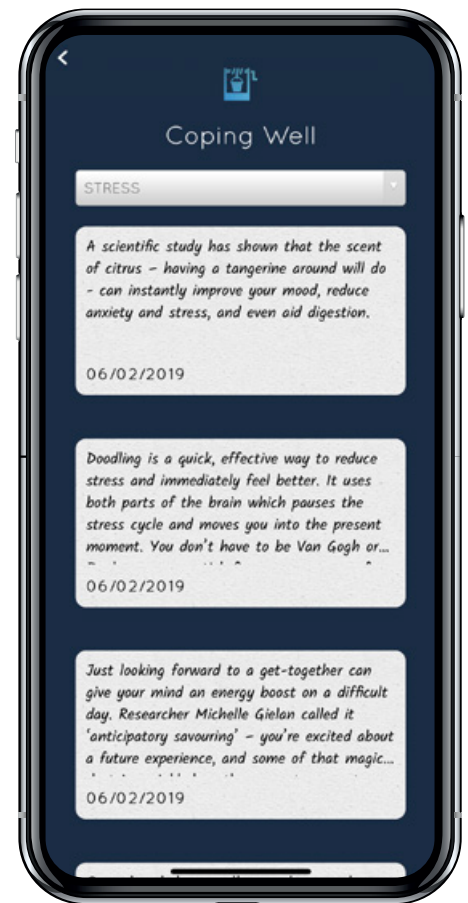 Coping Well
STRESS
A scientific study has shown that the scent
of citrus – having a tangerine around will do
- can instantly improve your mood, reduce
anxiety and stress, and even aid digestion.
06/02/2019
Doodling is a quick, effective way to reduce
stress and immediately feel better. It uses
both parts of the brain which pauses the
stress cycle and moves you into the present
moment. You don't have to be Van Gogh or...
06/02/2019
Just looking forward to a get-together can
give your mind an energy boost on a difficult
day. Researcher Michelle Gielan called it
‘anticipatory savouring’ – you're excited about
a future experience, and some of that magic...
06/02/2019